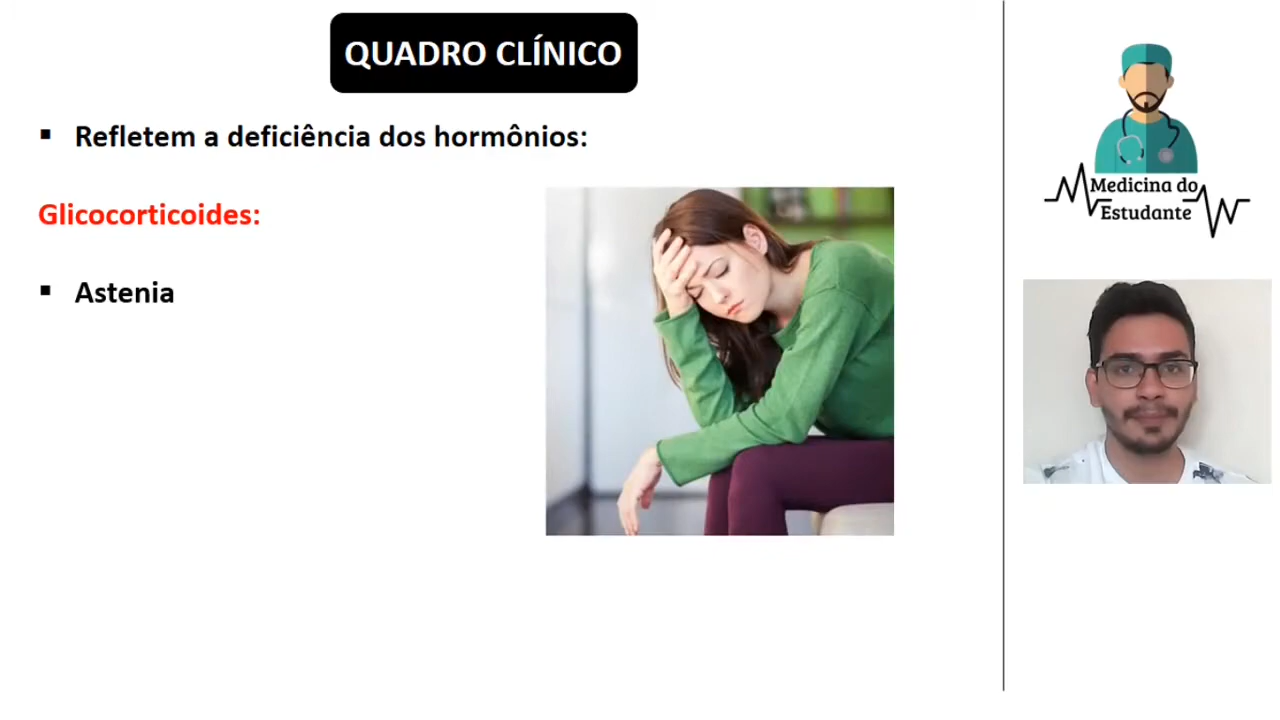 QUADRO CLÍNICO
▪ Refletem a deficiência dos hormônios:
Glicocorticoides:
▪ Astenia
Medicina do
Estudante